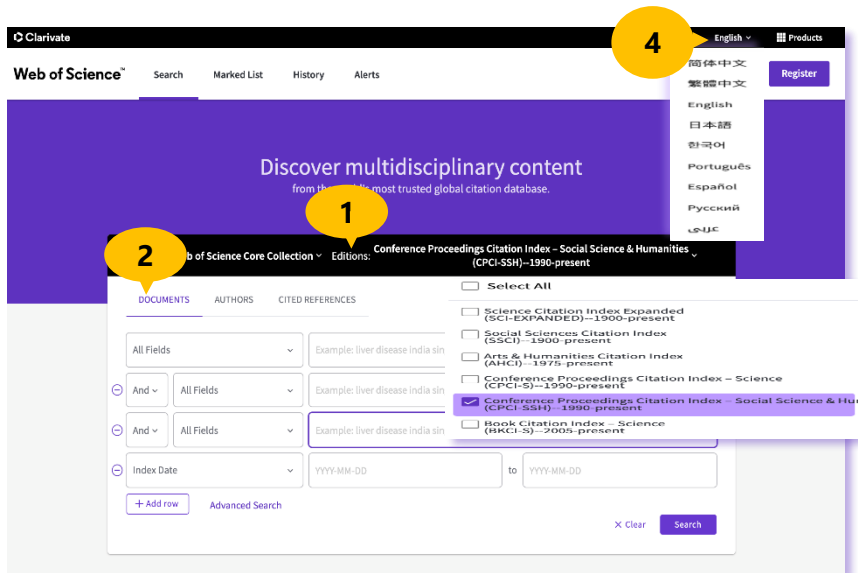 Clarivate
English
Products
4
Web of Science™
Search
Marked List
History
Alerts
Register
简体中文
繁體中文
English
日本語
한국어
Português
Español
Русский
عربى
Discover multidisciplinary content
from the most trusted global citation database.
1
2
of Science Core Collection
Editions:
Conference Proceedings Citation Index – Social Science & Humanities
(CPCI-SSH)--1990-present
DOCUMENTS
AUTHORS
CITED REFERENCES
Select All
Science Citation Index Expanded
(SCI-EXPANDED)--1900-present
Social Sciences Citation Index
(SSCI)--1900-present
Arts & Humanities Citation Index
(AHCI)--1975-present
Conference Proceedings Citation Index – Science
(CPCI-S)--1990-present
Conference Proceedings Citation Index – Social Science &
(CPCI-SSH)--1990-present
Book Citation Index – Science
(BKCI-S)--2005-present
All Fields
Example: liver disease india
And
All Fields
Example: liver disease india
And
All Fields
Example: liver disease india
Index Date
YYYY-MM-DD
to
YYYY-MM-DD
+ Add row
Advanced Search
× Clear
Search